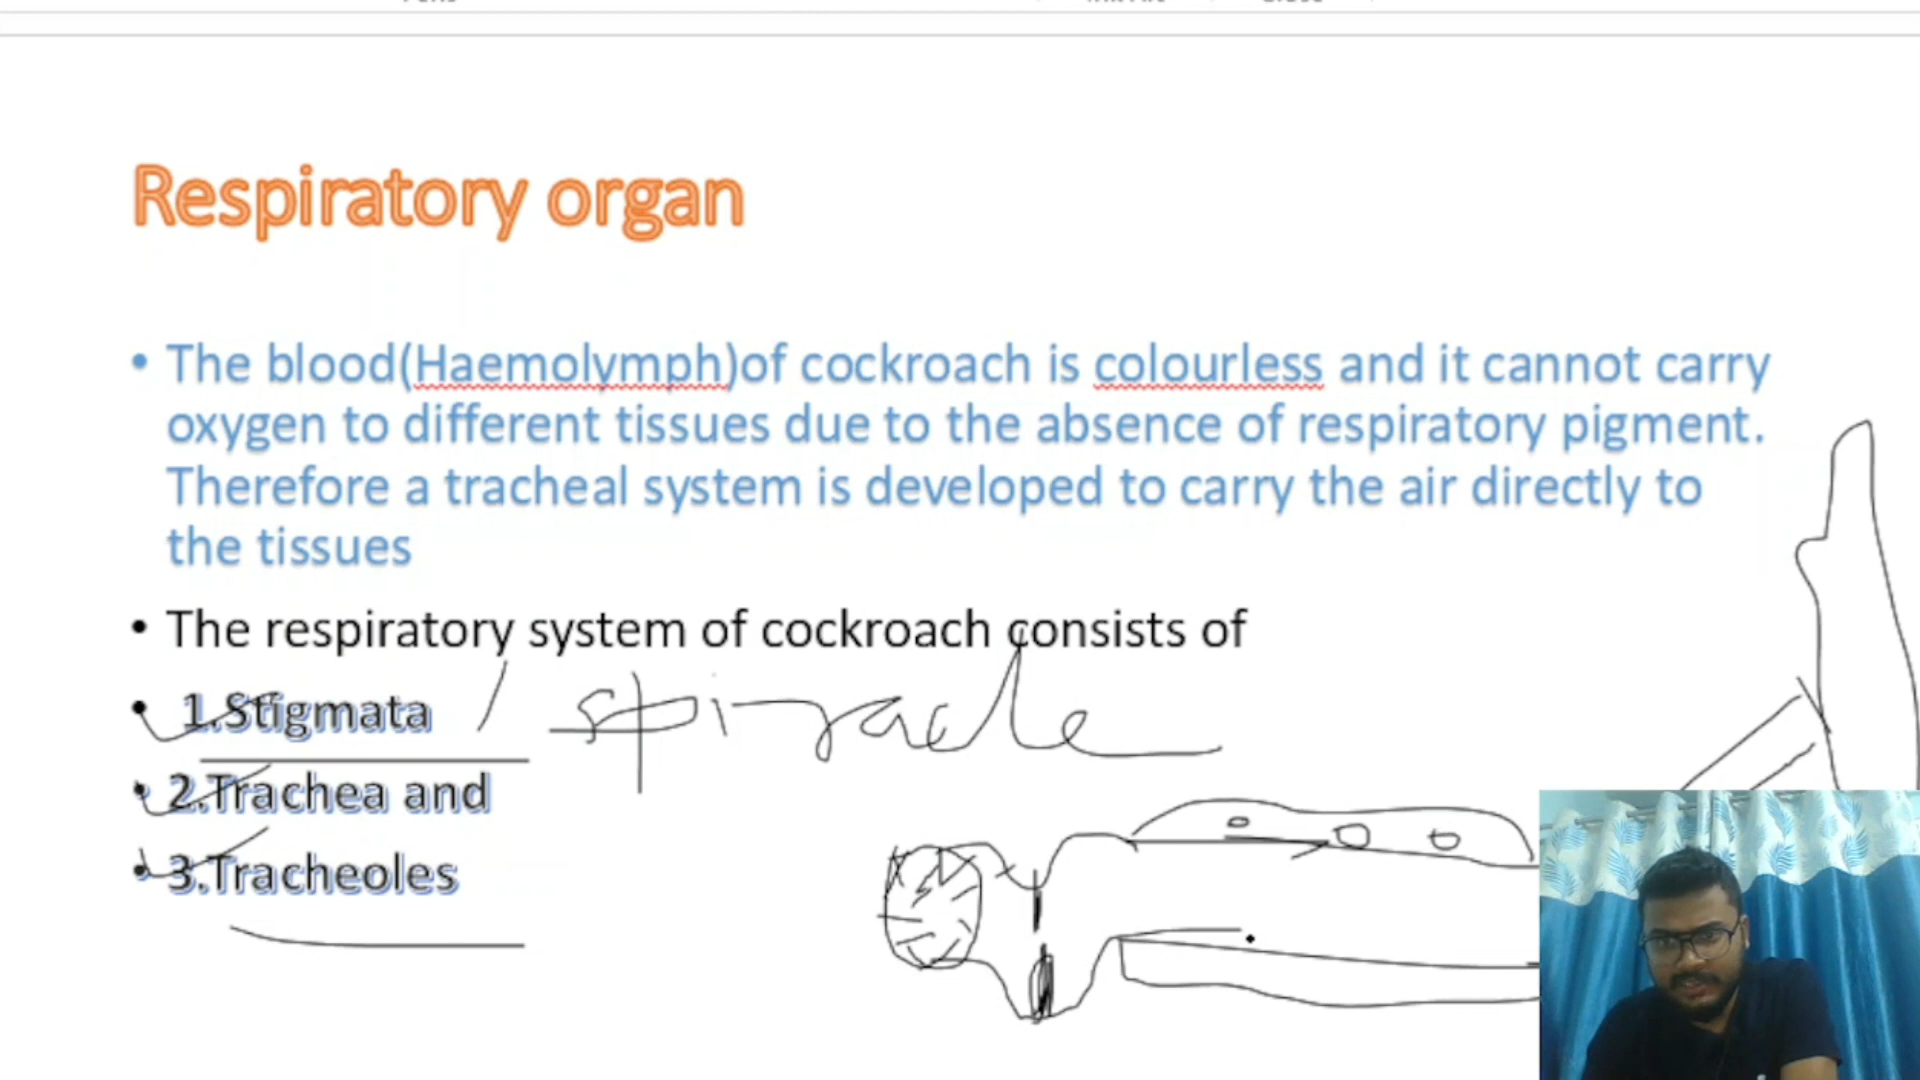 Respiratory organ
• The blood(Haemolymph)of cockroach is colourless and it cannot carry
oxygen to different tissues due to the absence of respiratory pigment.
Therefore a tracheal system is developed to carry the air directly to
the tissues
• The respiratory system of cockroach consists of
• 1.Stigmata / spiracle
• 2.Trachea and
• 3.Tracheoles